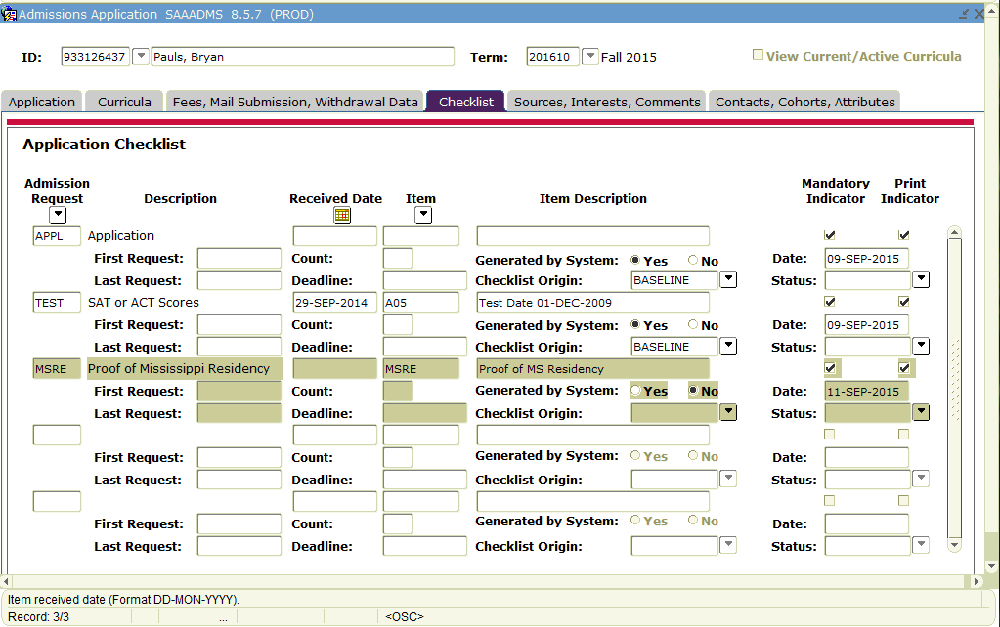 Admissions Application SAAADMS 8.5.7 (PROD)
ID: 933126437 Pauls, Bryan Term: 201610 Fall 2015 View Current/Active Curricula
Application Curricula Fees, Mail Submission, Withdrawal Data Checklist Sources, Interests, Comments Contacts, Cohorts, Attributes
Application Checklist
Admission Mandatory Print
Request Description Received Date Item Item Description Indicator Indicator
APPL Application
First Request: Count: Generated by System: Yes No Date: 09-SEP-2015
Last Request: Deadline: Checklist Origin: BASELINE Status:
TEST SAT or ACT Scores 29-SEP-2014 A05 Test Date 01-DEC-2009
First Request: Count: Generated by System: Yes No Date: 09-SEP-2015
Last Request: Deadline: Checklist Origin: BASELINE Status:
MSRE Proof of Mississippi Residency MSRE Proof of MS Residency
First Request: Count: Generated by System: Yes No Date: 11-SEP-2015
Last Request: Deadline: Checklist Origin: Status:
First Request: Count: Generated by System: Yes No Date:
Last Request: Deadline: Checklist Origin: Status:
First Request: Count: Generated by System: Yes No Date:
Last Request: Deadline: Checklist Origin: Status:
Item received date (Format DD-MON-YYYY).
Record: 3/3 ... <OSC>